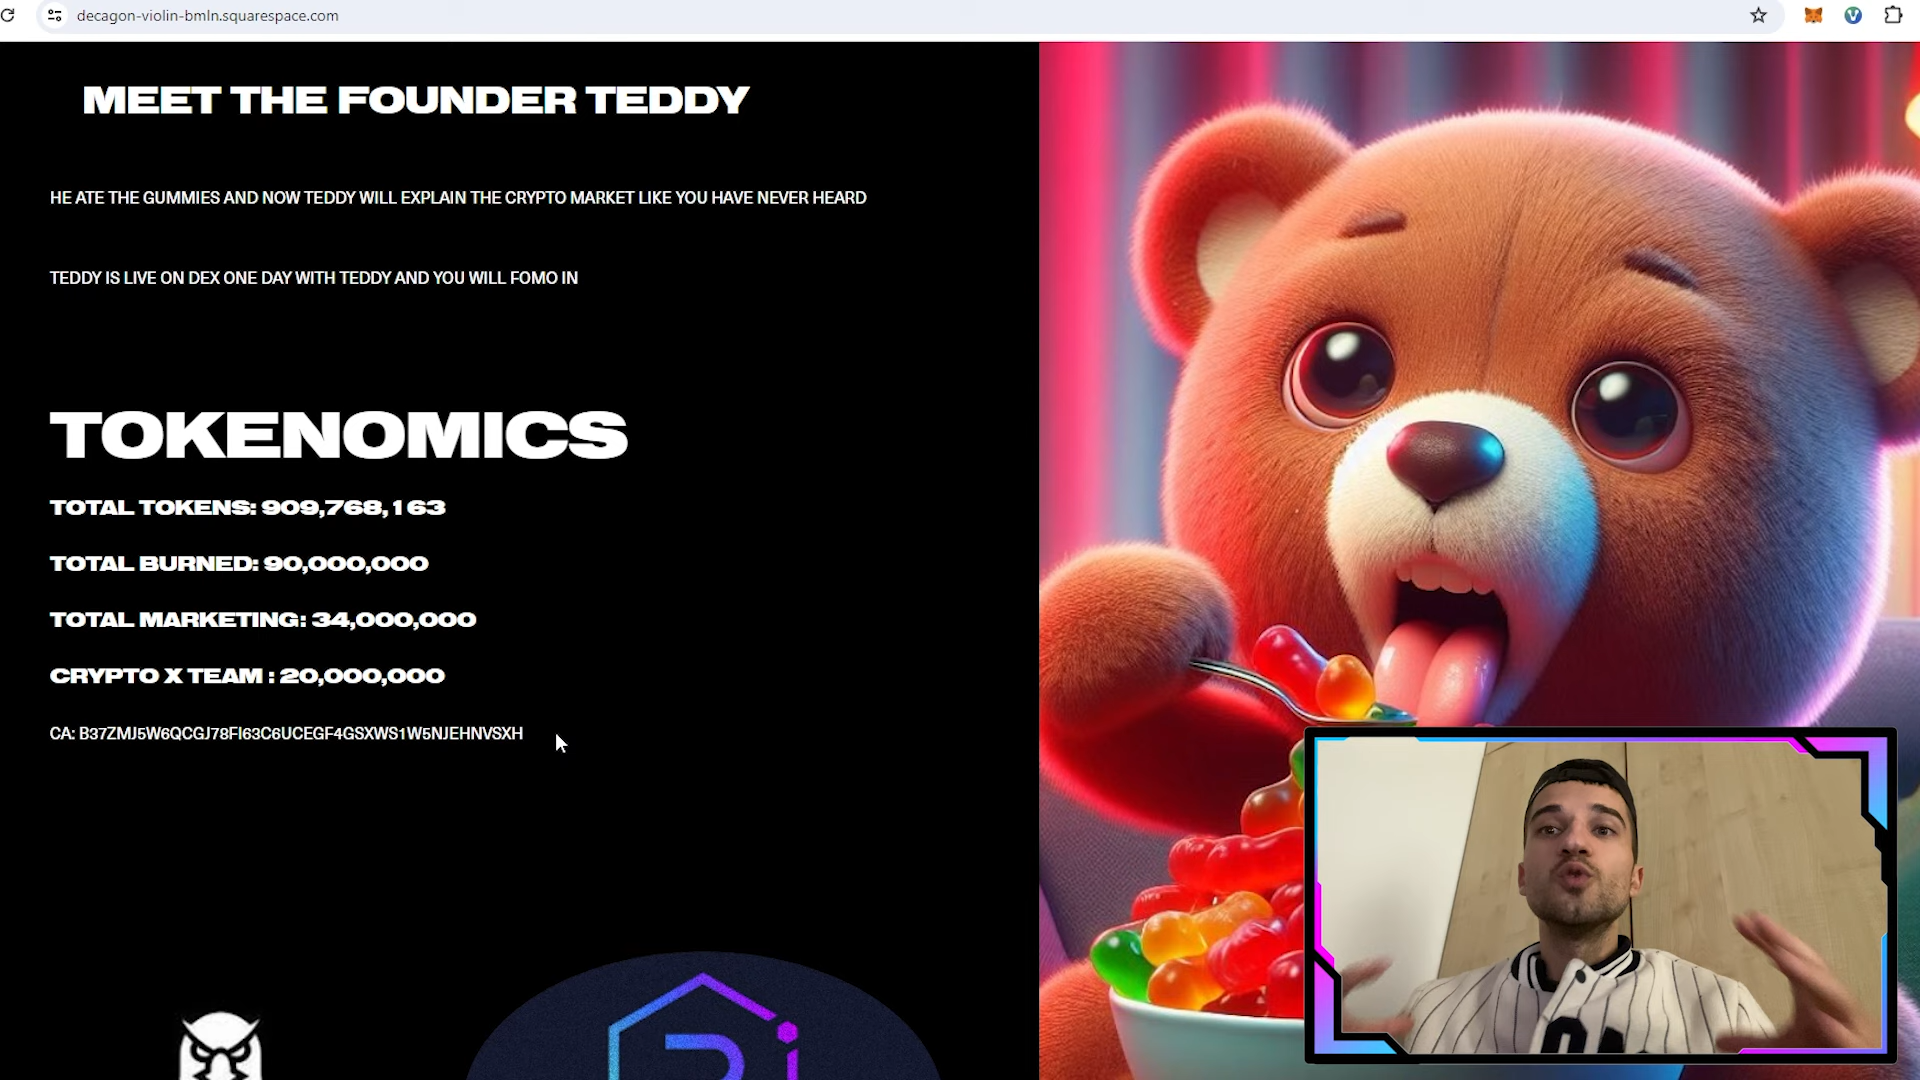 decagon-violin-bmln.squarespace.com
MEET THE FOUNDER TEDDY
HE ATE THE GUMMIES AND NOW TEDDY WILL EXPLAIN THE CRYPTO MARKET LIKE YOU HAVE NEVER HEARD
TEDDY IS LIVE ON DEX ONE DAY WITH TEDDY AND YOU WILL FOMO IN
TOKENOMICS
TOTAL TOKENS: 909,768,163
TOTAL BURNED: 90,000,000
TOTAL MARKETING: 34,000,000
CRYPTO X TEAM : 20,000,000
CA: B37ZMJ5W6QCGJ78FI63C6UCEGF4GSXWS1W5NJEHNVSXH